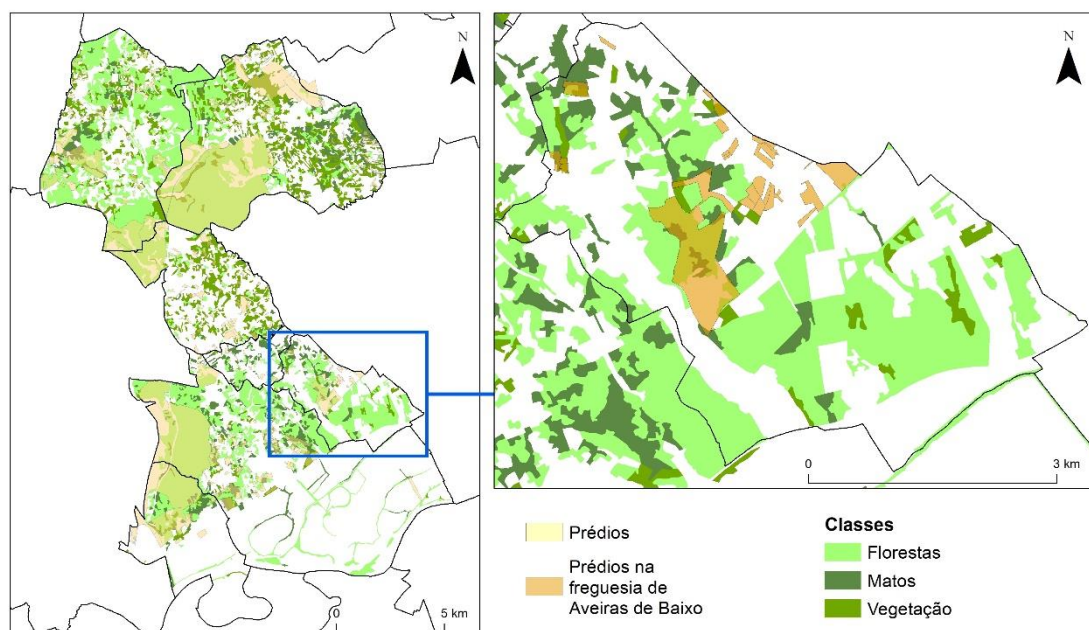 N
0
5 km
N
0
3 km
Prédios
Prédios na
freguesia de
Aveiras de Baixo
Classes
Florestas
Matos
Vegetação